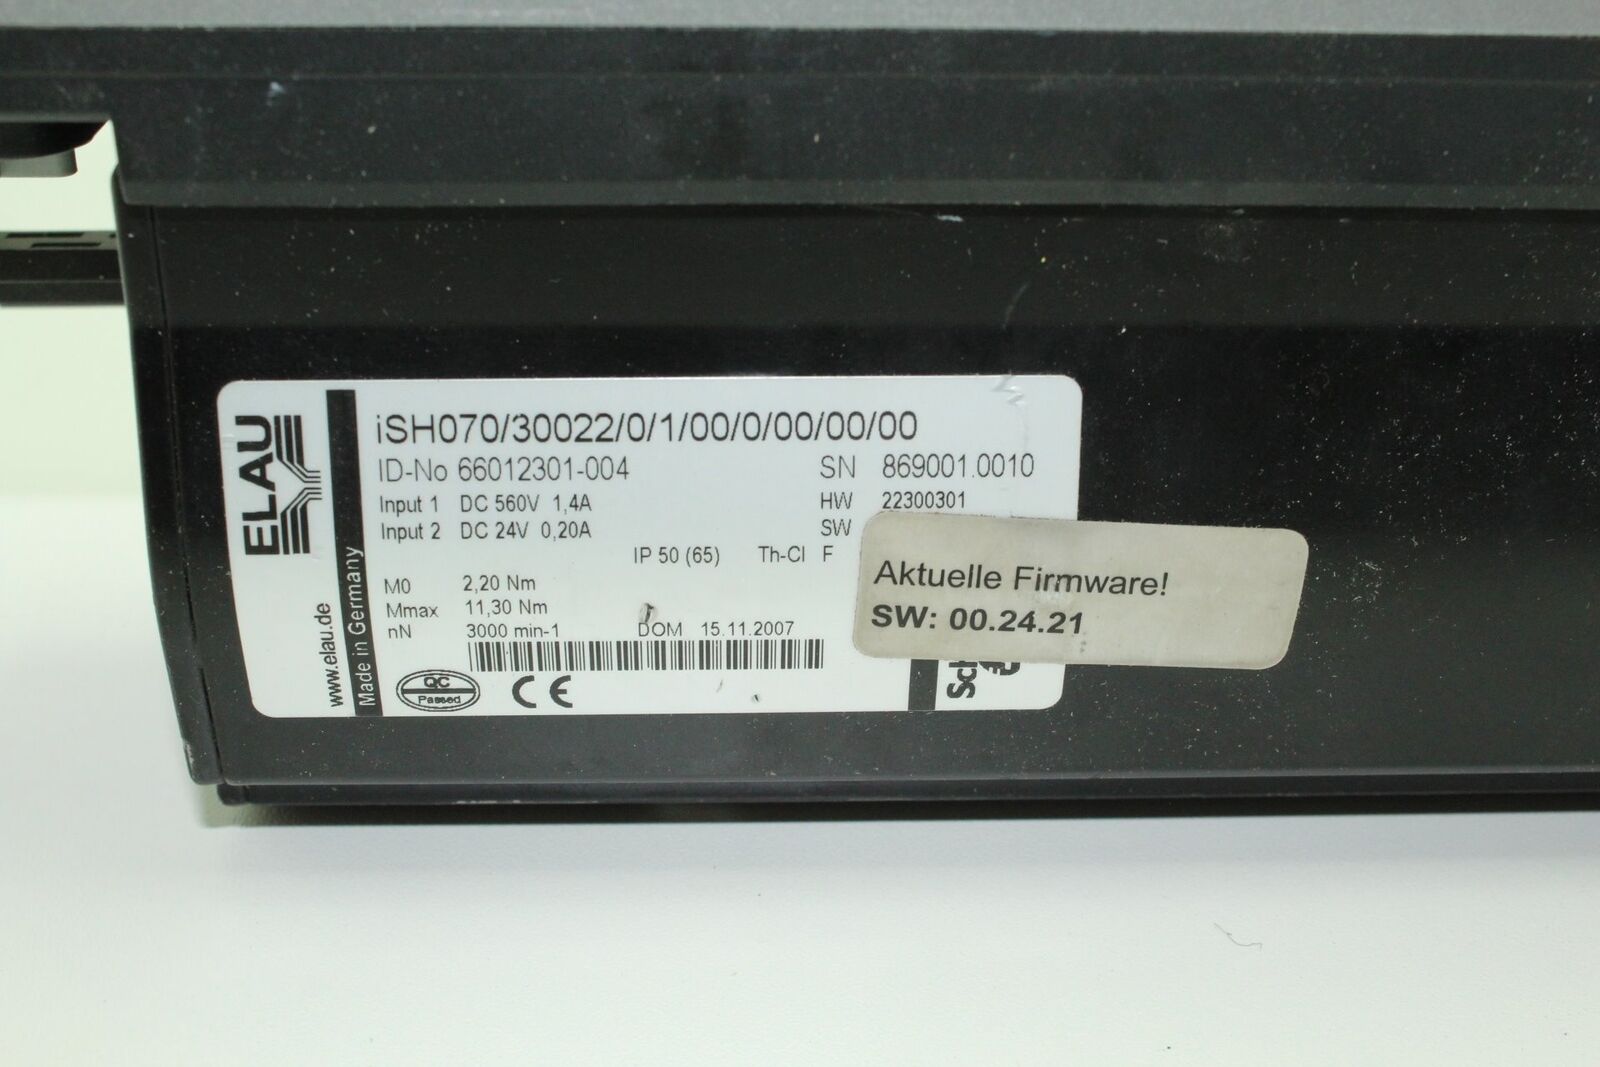 ELAU
www.elau.de
Made in Germany
iSH070/30022/0/1/00/0/00/00/00
ID-No 66012301-004 SN 869001.0010
Input 1 DC 560V 1,4A HW 22300301
Input 2 DC 24V 0,20A SW
IP 50 (65) Th-Cl F
M0 2,20 Nm
Mmax 11,30 Nm
nN 3000 min-1 DOM 15.11.2007
QC
Passed
CE
Aktuelle Firmware!
SW: 00.24.21